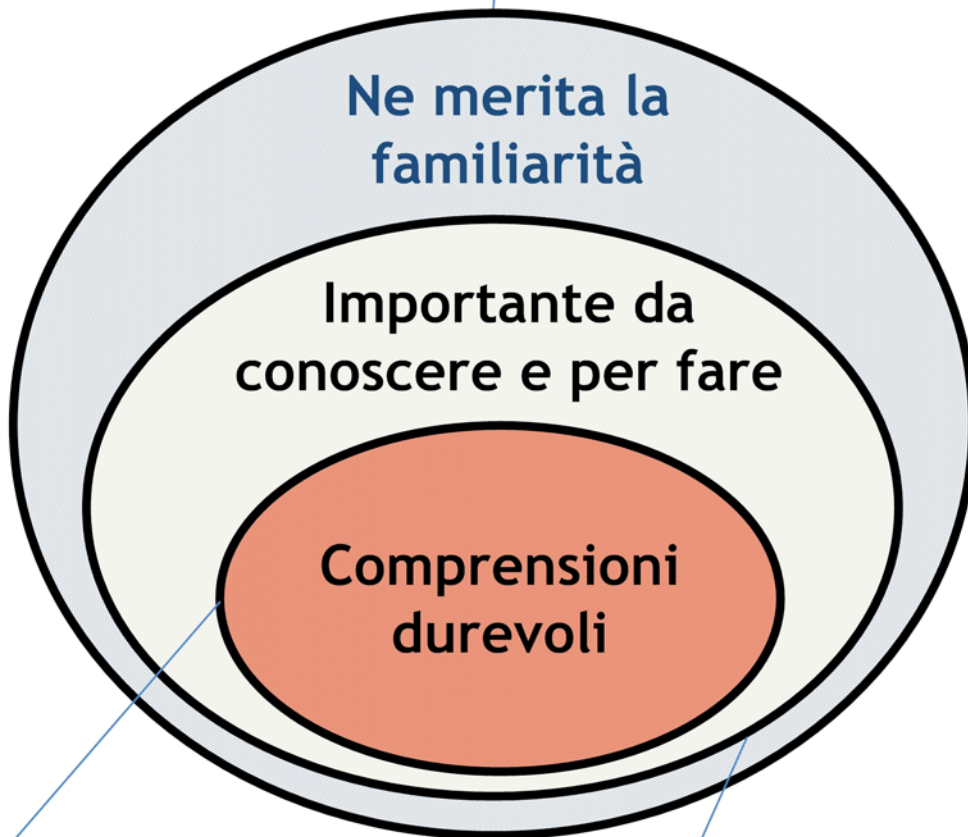 Ne merita la
familiarità
Importante da
conoscere e per fare
Comprensioni
durevoli